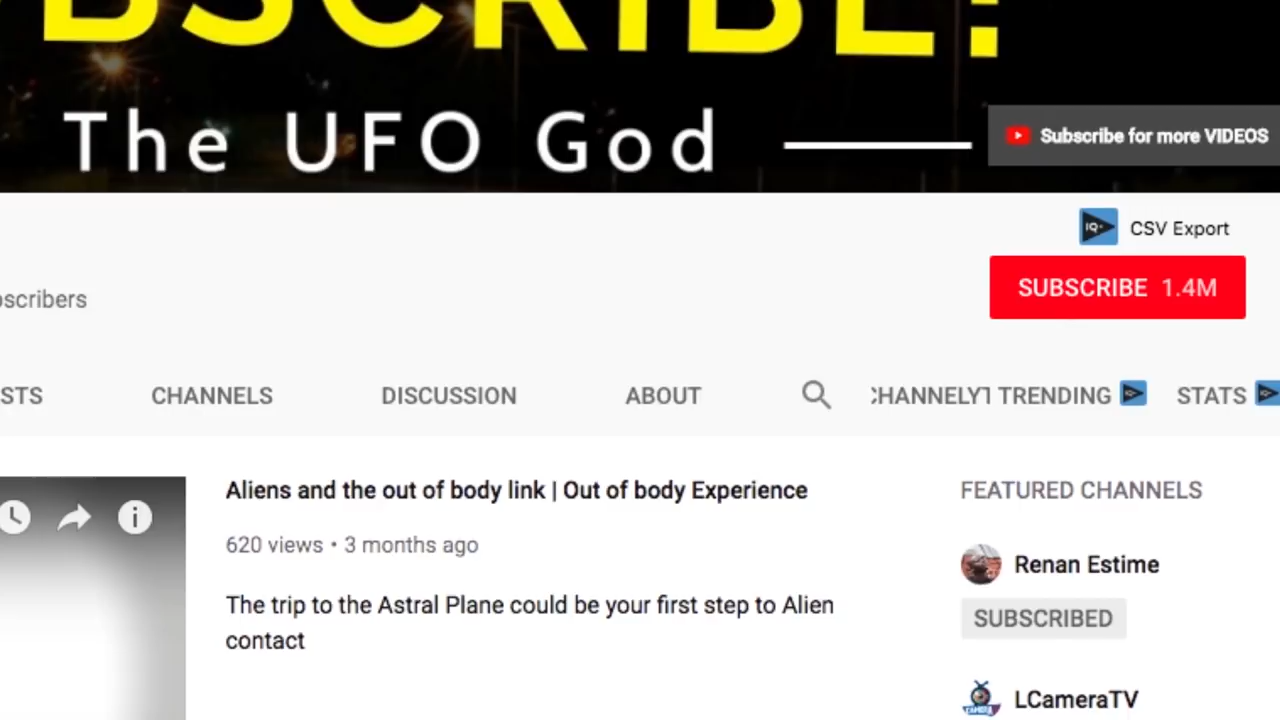 BSCRIBE!
The UFO God
Subscribe for more VIDEOS
CSV Export
SUBSCRIBE 1.4M
scribers
STS CHANNELS DISCUSSION ABOUT CHANNELYT TRENDING STATS
Aliens and the out of body link | Out of body Experience
FEATURED CHANNELS
620 views • 3 months ago
Renan Estime
The trip to the Astral Plane could be your first step to Alien
contact
SUBSCRIBED
LCameraTV